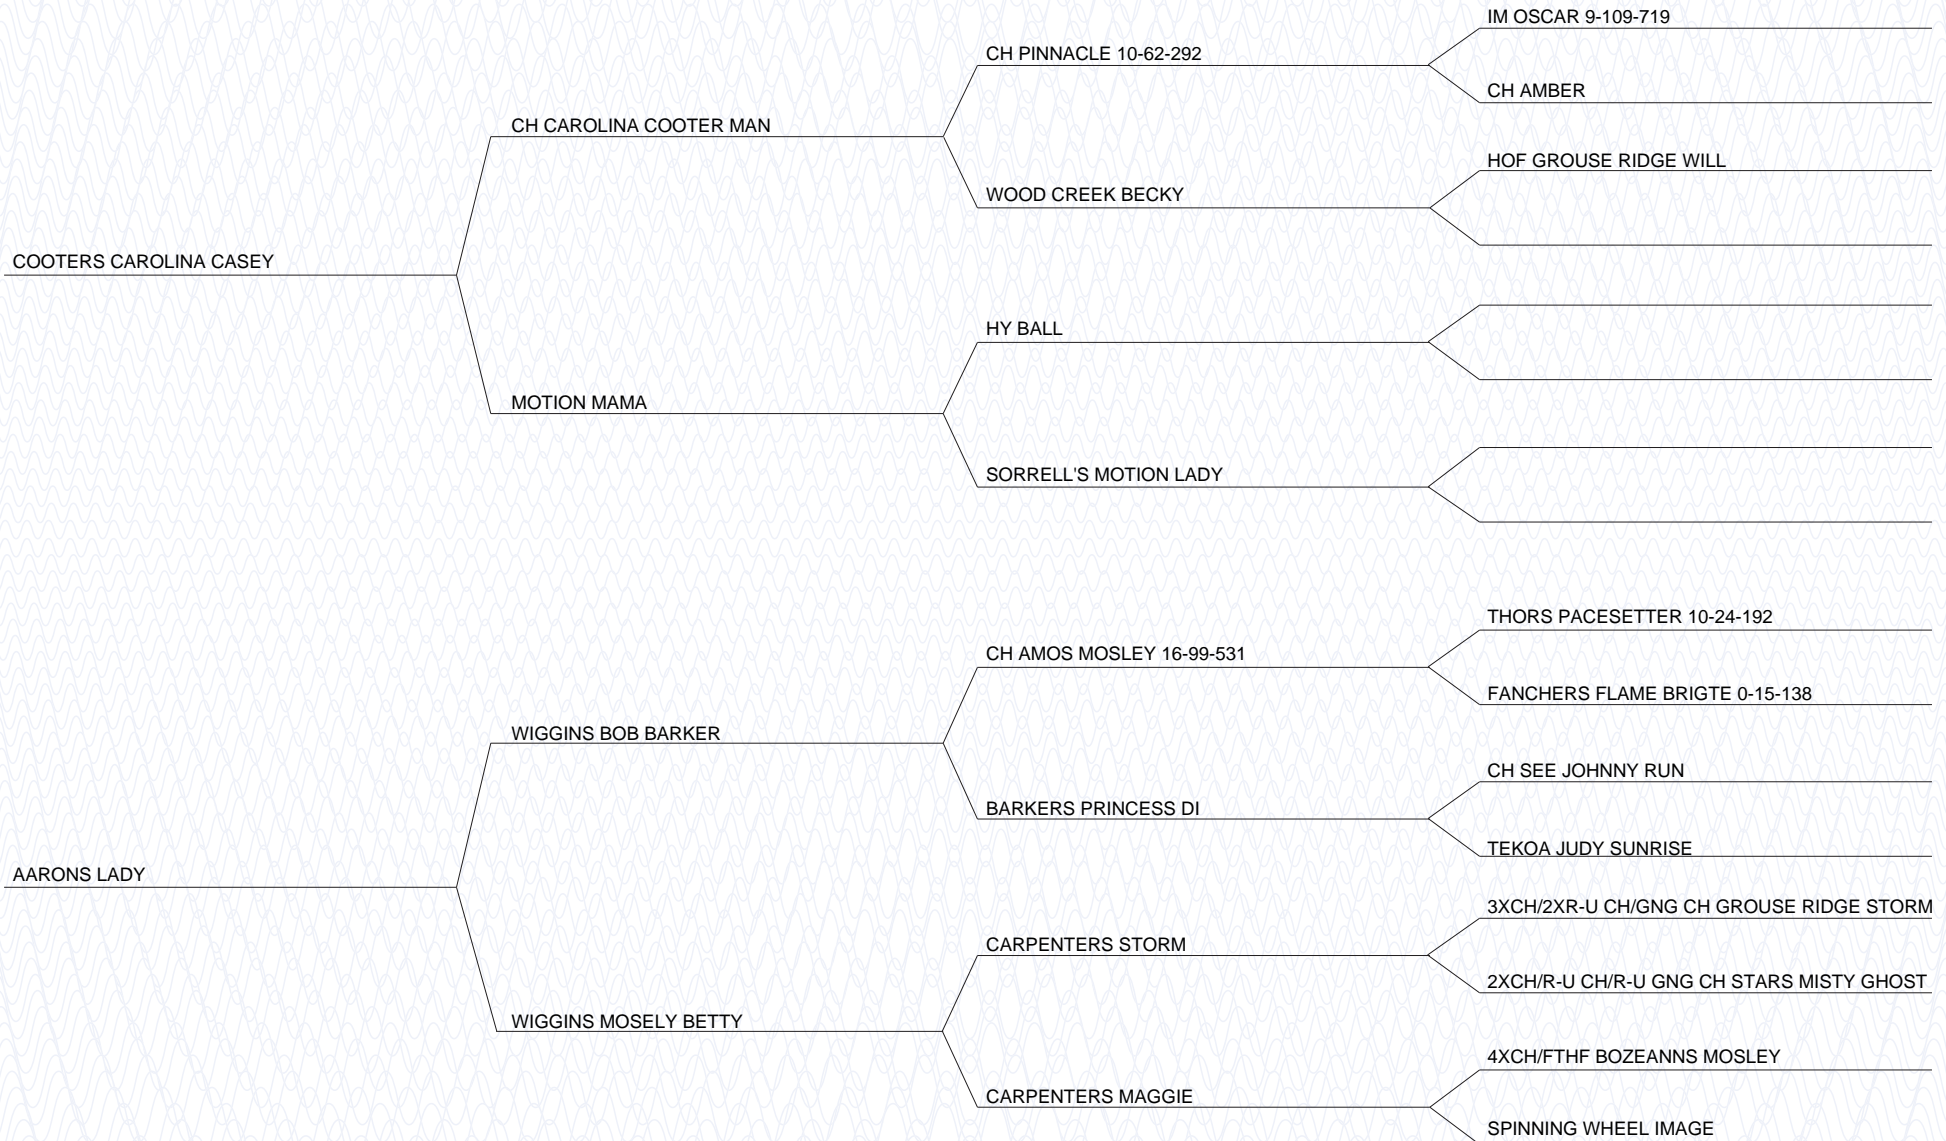 IM OSCAR 9-109-719
CH PINNACLE 10-62-292
CH AMBER
CH CAROLINA COOTER MAN
HOF GROUSE RIDGE WILL
WOOD CREEK BECKY
COOTERS CAROLINA CASEY
HY BALL
MOTION MAMA
SORRELL'S MOTION LADY
THORS PACESETTER 10-24-192
CH AMOS MOSLEY 16-99-531
FANCHERS FLAME BRIGTE 0-15-138
WIGGINS BOB BARKER
CH SEE JOHNNY RUN
BARKERS PRINCESS DI
TEKOA JUDY SUNRISE
AARONS LADY
3XCH/2XR-U CH/GNG CH GROUSE RIDGE STORM
CARPENTERS STORM
2XCH/R-U CH/R-U GNG CH STARS MISTY GHOST
WIGGINS MOSELY BETTY
4XCH/FTHF BOZEANNS MOSLEY
CARPENTERS MAGGIE
SPINNING WHEEL IMAGE